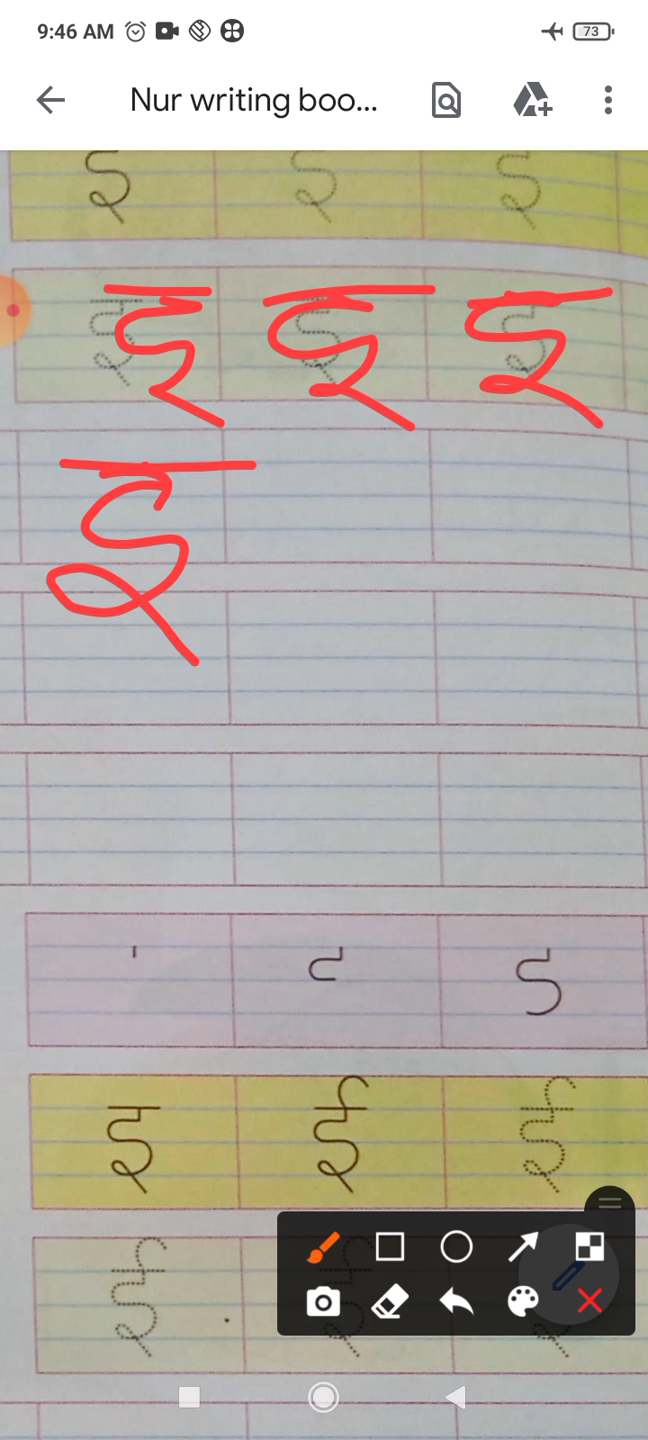 9:46 AM 73
Nur writing boo...
इ इ इ
इ इ इ
इ
इ ई ई
ई ई ई